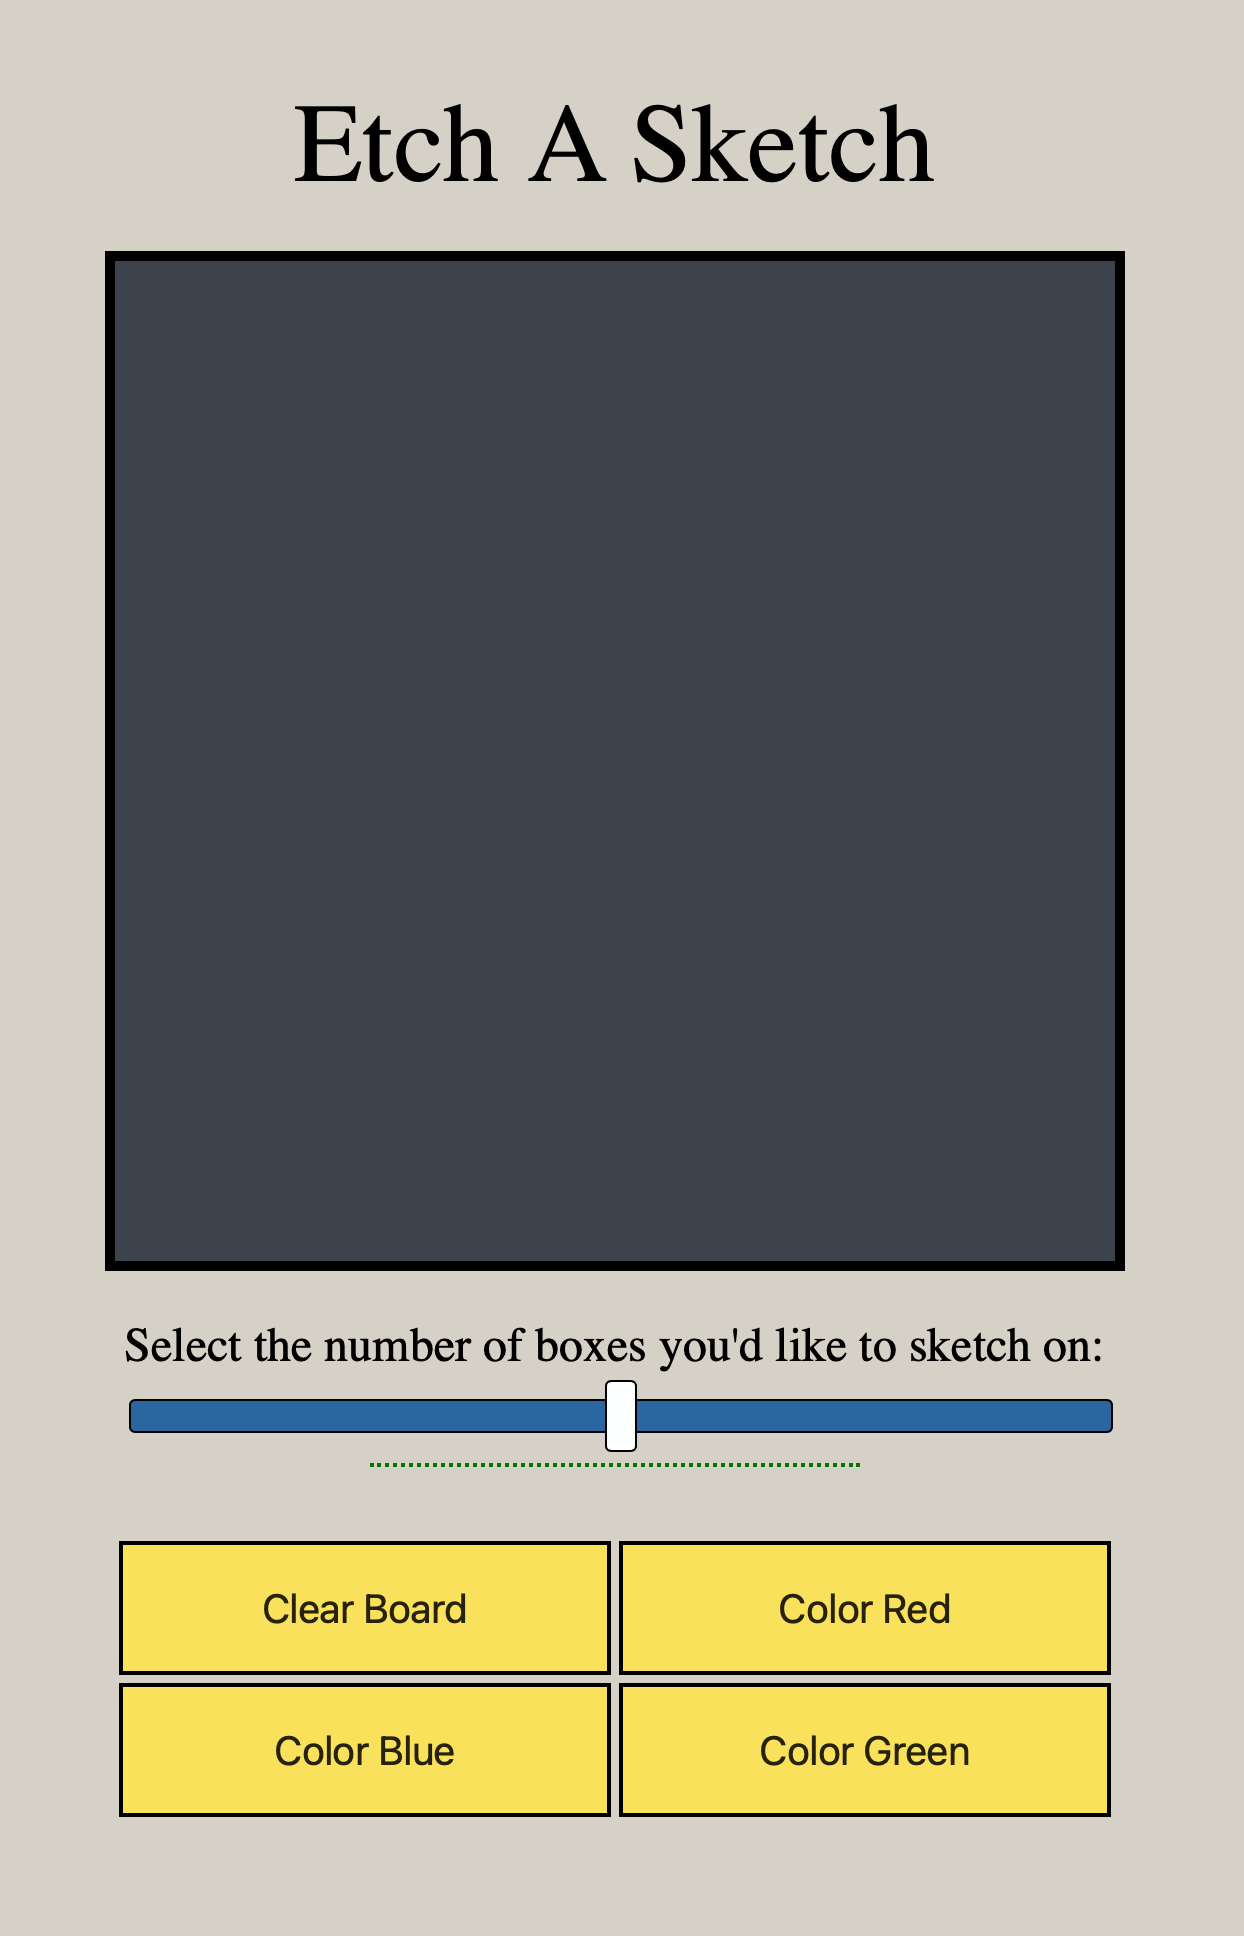 Etch A Sketch
Select the number of boxes you'd like to sketch on:
Clear Board
Color Red
Color Blue
Color Green